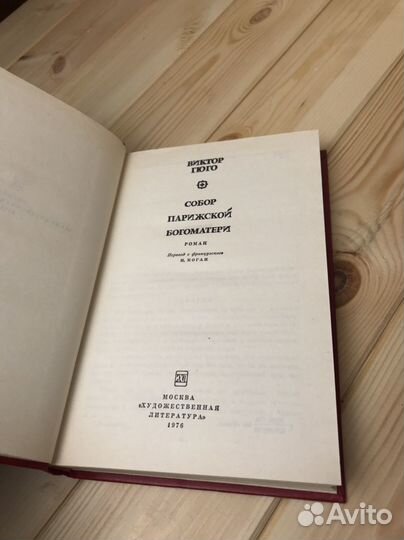 ВИКТОР
ГЮГО
СОБОР
ПАРИЖСКОЙ
БОГОМАТЕРИ
РОМАН
Перевод с французского
Н. КОГАН
МОСКВА
«ХУДОЖЕСТВЕННАЯ
ЛИТЕРАТУРА»
1976
Avito